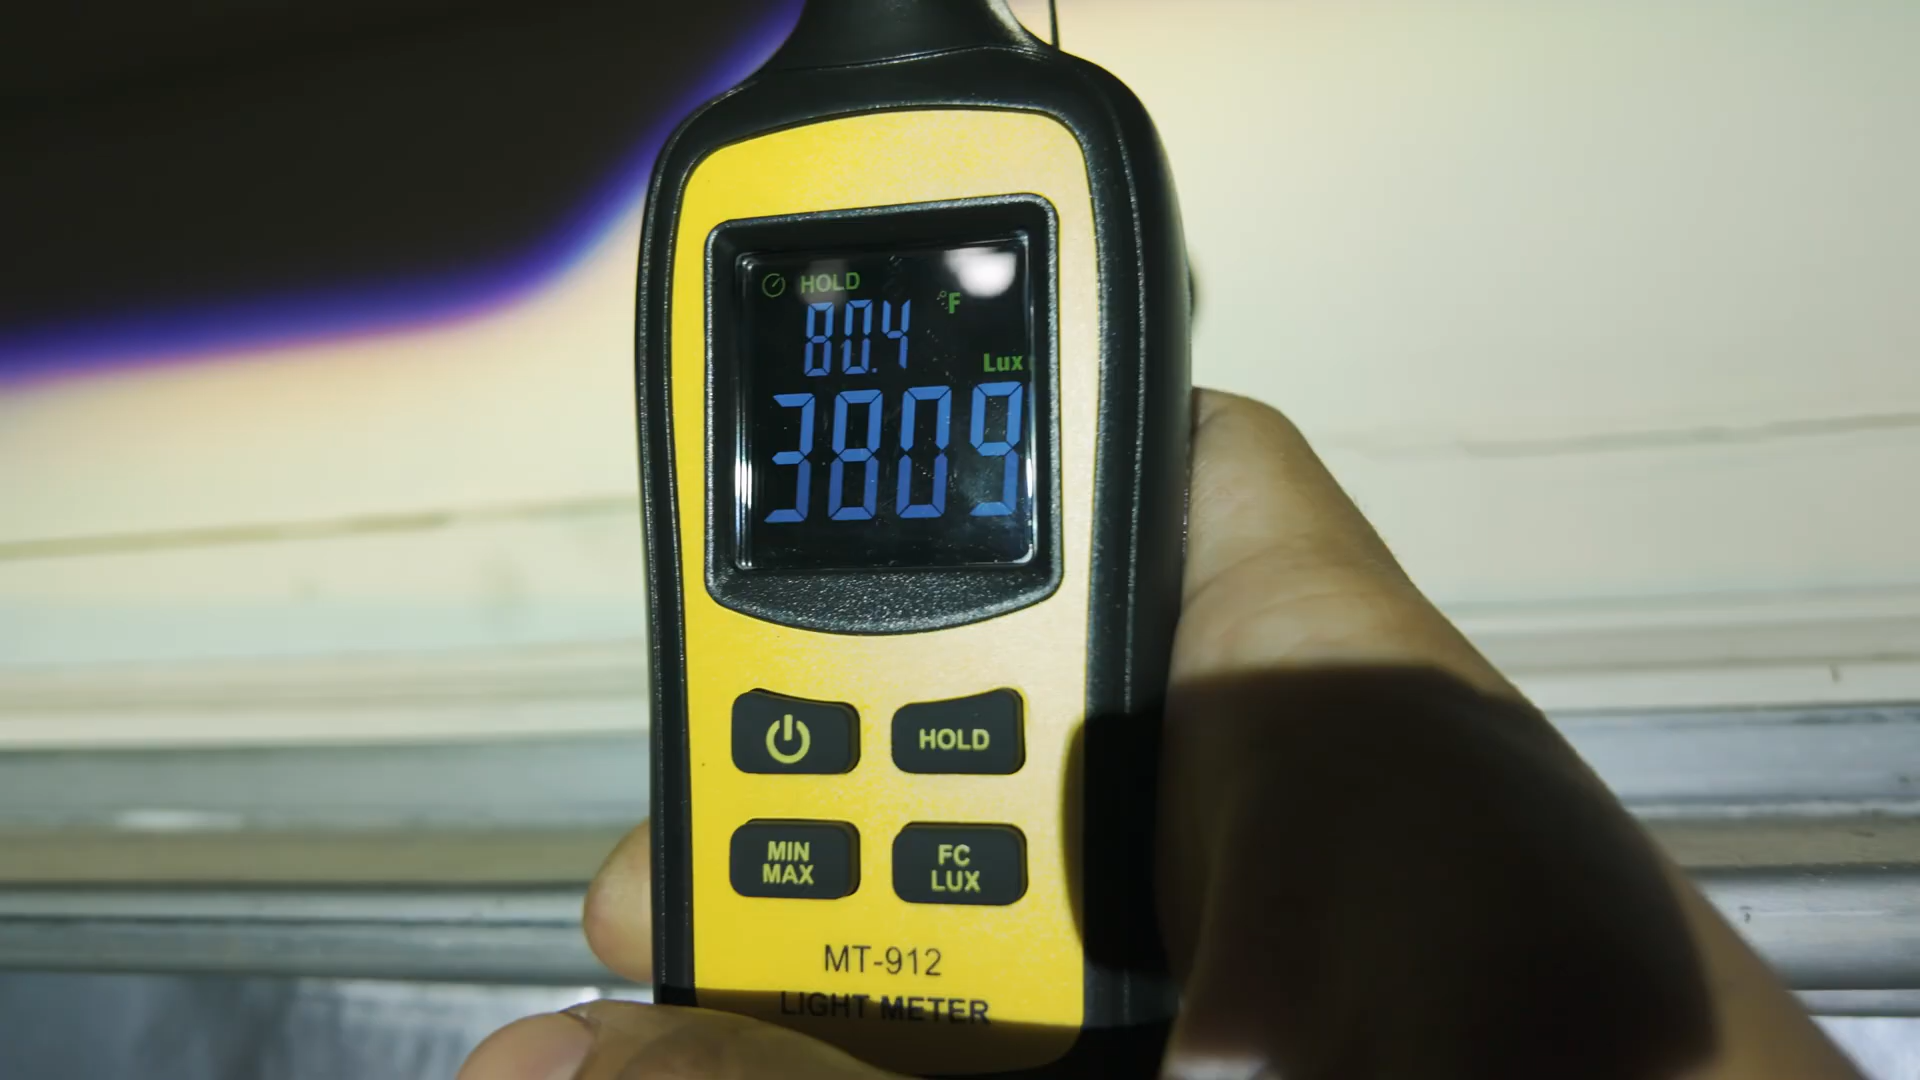 HOLD
80.4 °F
Lux
3809
HOLD
MIN
MAX
FC
LUX
MT-912
LIGHT METER